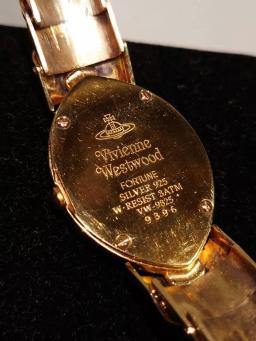 Vivienne
Westwood
FORTUNE
SILVER 925
W·RESIST 3ATM
VW-9825
9396